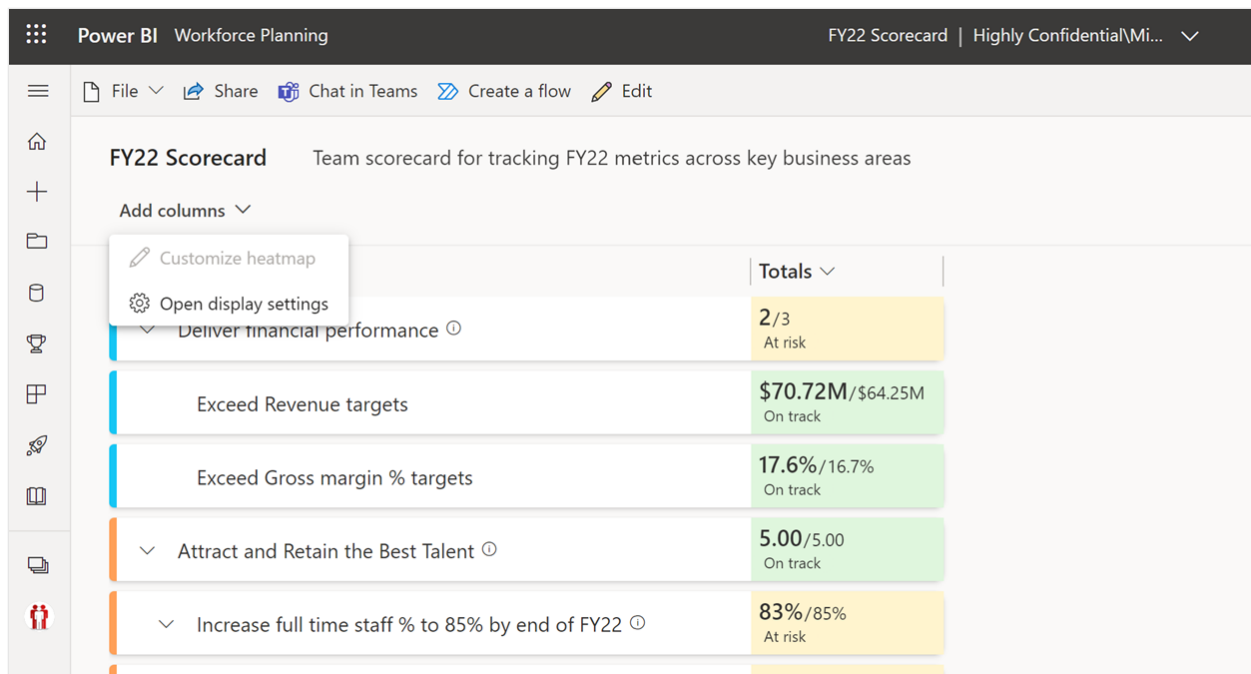 Power BI Workforce Planning FY22 Scorecard | Highly Confidential\Mi...
File Share Chat in Teams Create a flow Edit
FY22 Scorecard Team scorecard for tracking FY22 metrics across key business areas
Add columns
Customize heatmap
Open display settings
Totals
Deliver financial performance
2/3
At risk
Exceed Revenue targets
$70.72M/$64.25M
On track
Exceed Gross margin % targets
17.6%/16.7%
On track
Attract and Retain the Best Talent
5.00/5.00
On track
Increase full time staff % to 85% by end of FY22
83%/85%
At risk